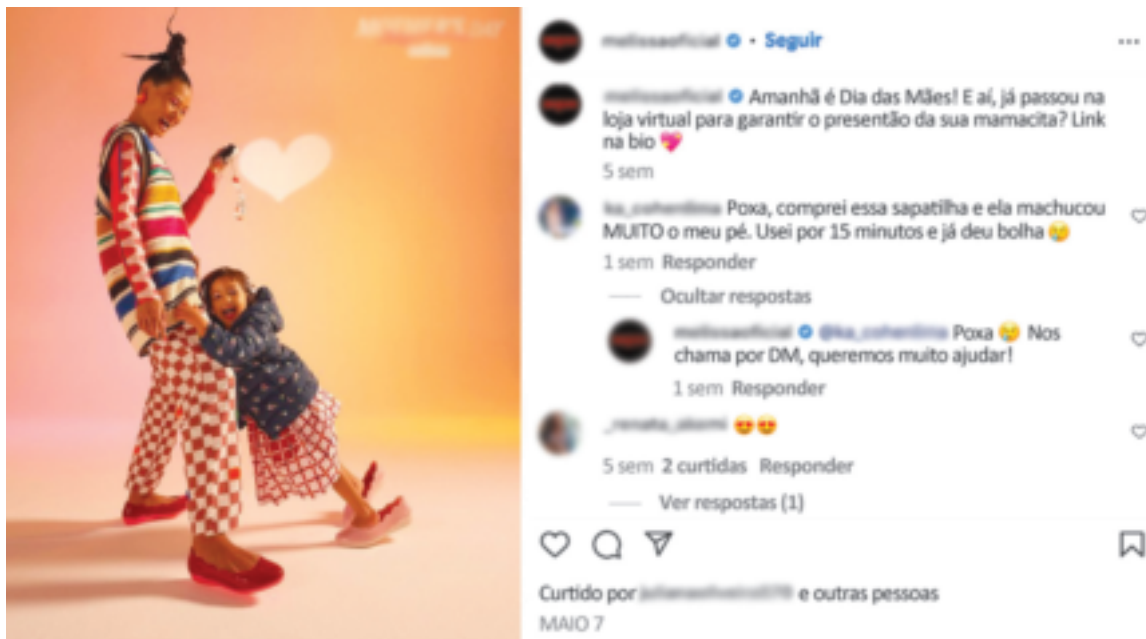 • Seguir
Amanhã é Dia das Mães! E aí, já passou na
loja virtual para garantir o presentão da sua mamacita? Link
na bio 💖
5 sem
Poxa, comprei essa sapatilha e ela machucou
MUITO o meu pé. Usei por 15 minutos e já deu bolha 😢
1 sem Responder
Ocultar respostas
Poxa 😢 Nos
chama por DM, queremos muito ajudar!
1 sem Responder
😍😍
5 sem 2 curtidas Responder
Ver respostas (1)
Curtido por e outras pessoas
MAIO 7